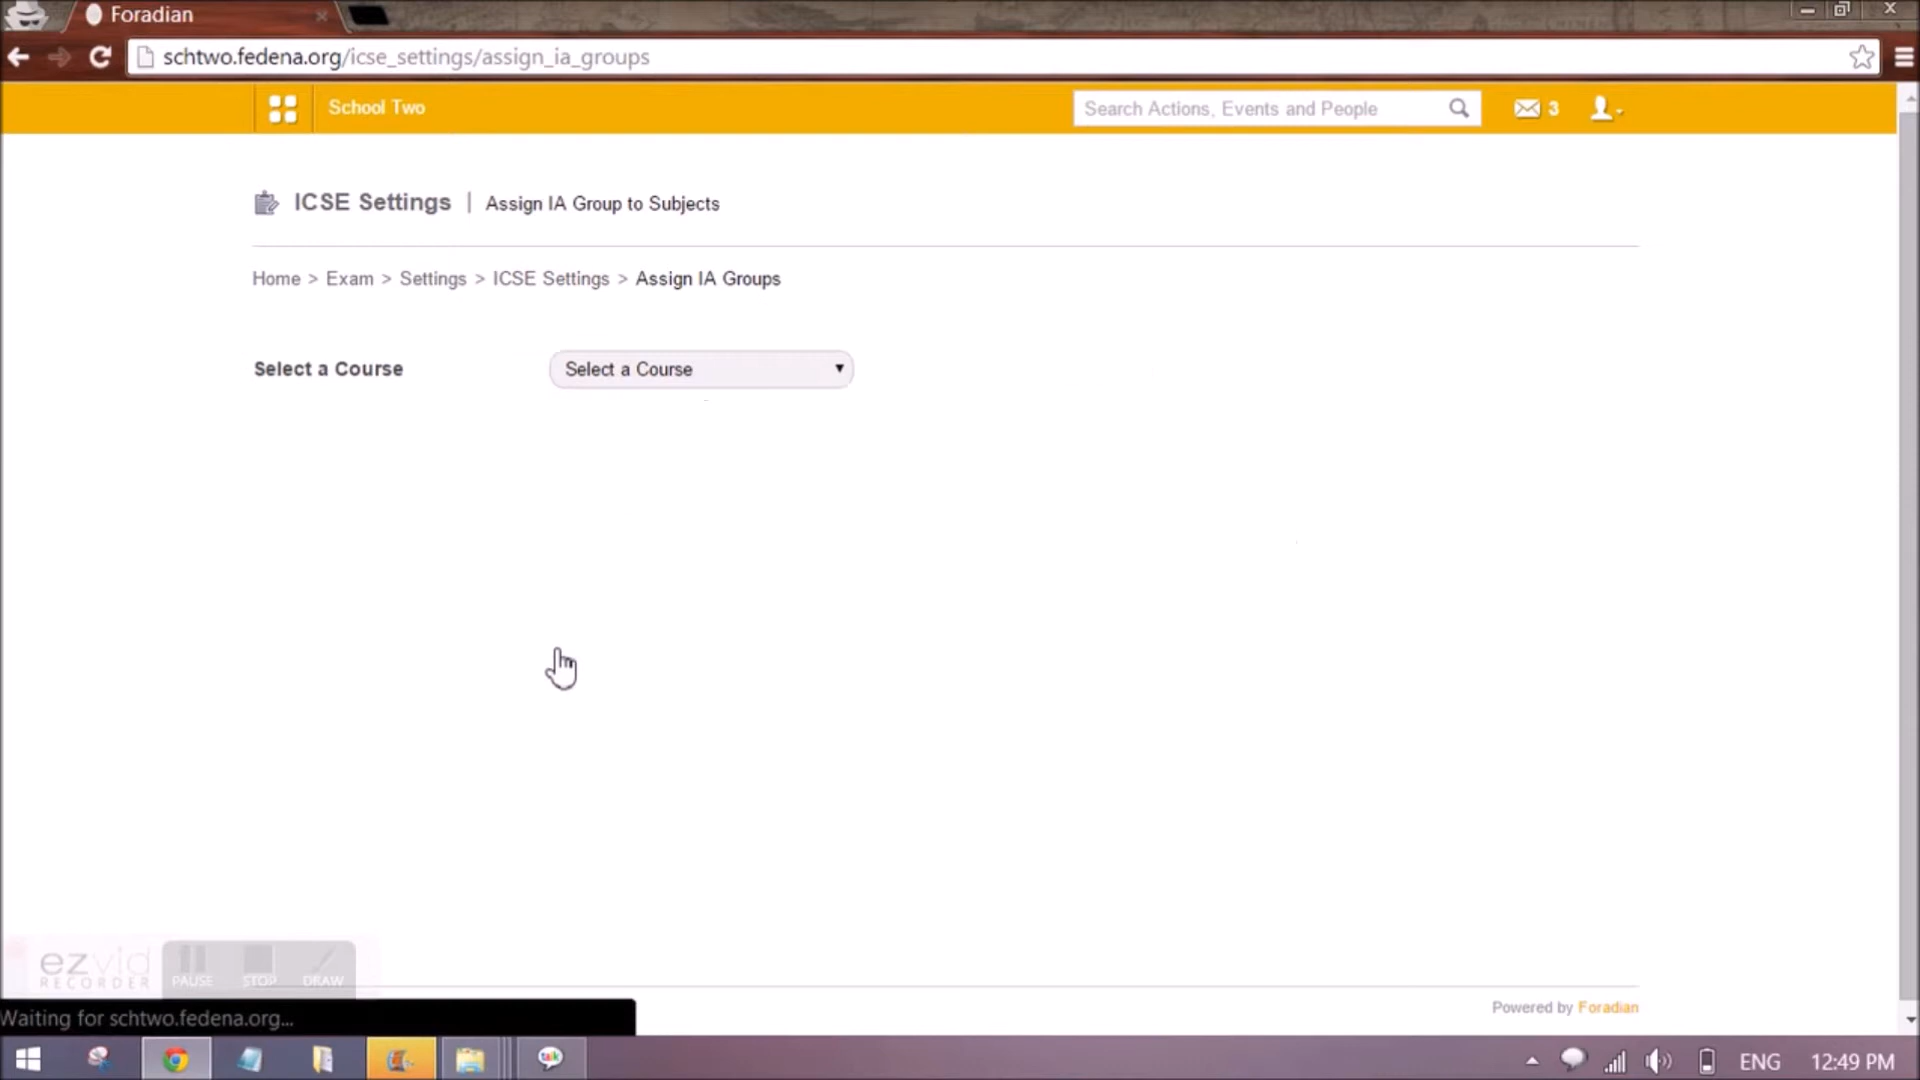 Foradian
schtwo.fedena.org/icse_settings/assign_ia_groups
School Two
Search Actions, Events and People
3
ICSE Settings | Assign IA Group to Subjects
Home > Exam > Settings > ICSE Settings > Assign IA Groups
Select a Course
Select a Course
ezvid
RECORDER
PAUSE
STOP
DRAW
Powered by Foradian
Waiting for schtwo.fedena.org...
talk
ENG
12:49 PM